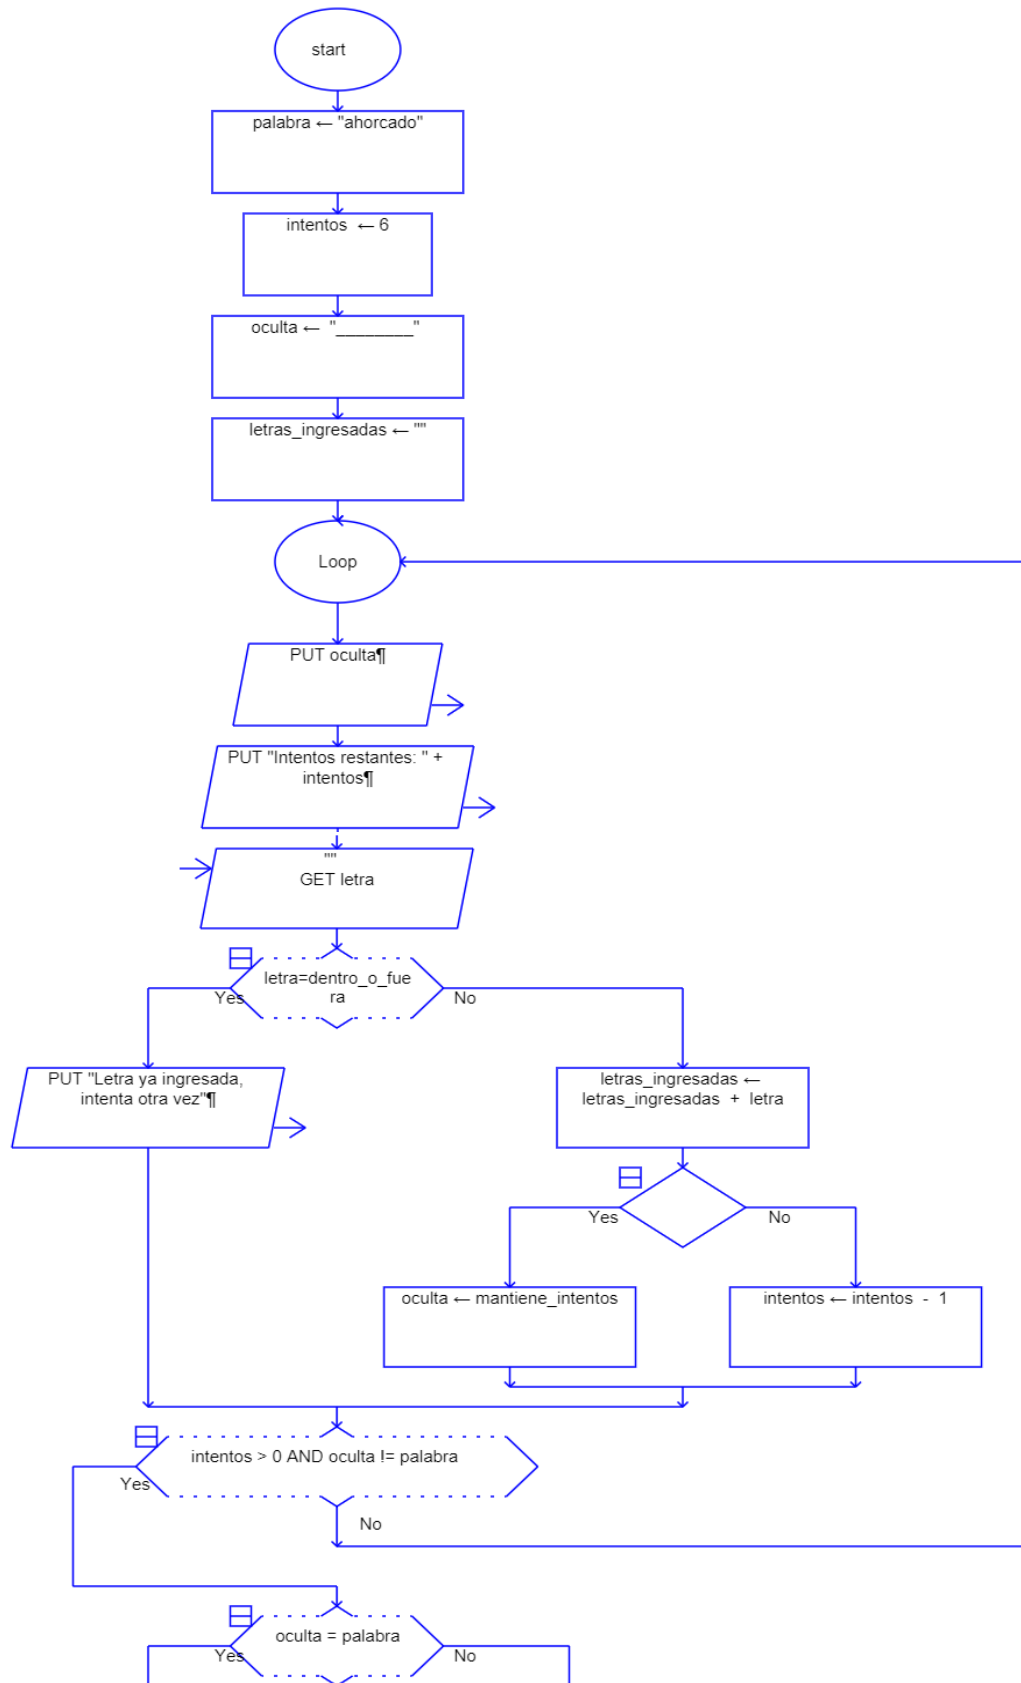 start
palabra ← "ahorcado"
intentos ← 6
oculta ← "________"
letras_ingresadas ← ""
Loop
PUT oculta¶
PUT "Intentos restantes: " +
intentos¶
""
GET letra
letra=dentro_o_fue
ra
Yes
No
PUT "Letra ya ingresada,
intenta otra vez"¶
letras_ingresadas ←
letras_ingresadas + letra
Yes
No
oculta ← mantiene_intentos
intentos ← intentos - 1
intentos > 0 AND oculta != palabra
Yes
No
oculta = palabra
Yes
No